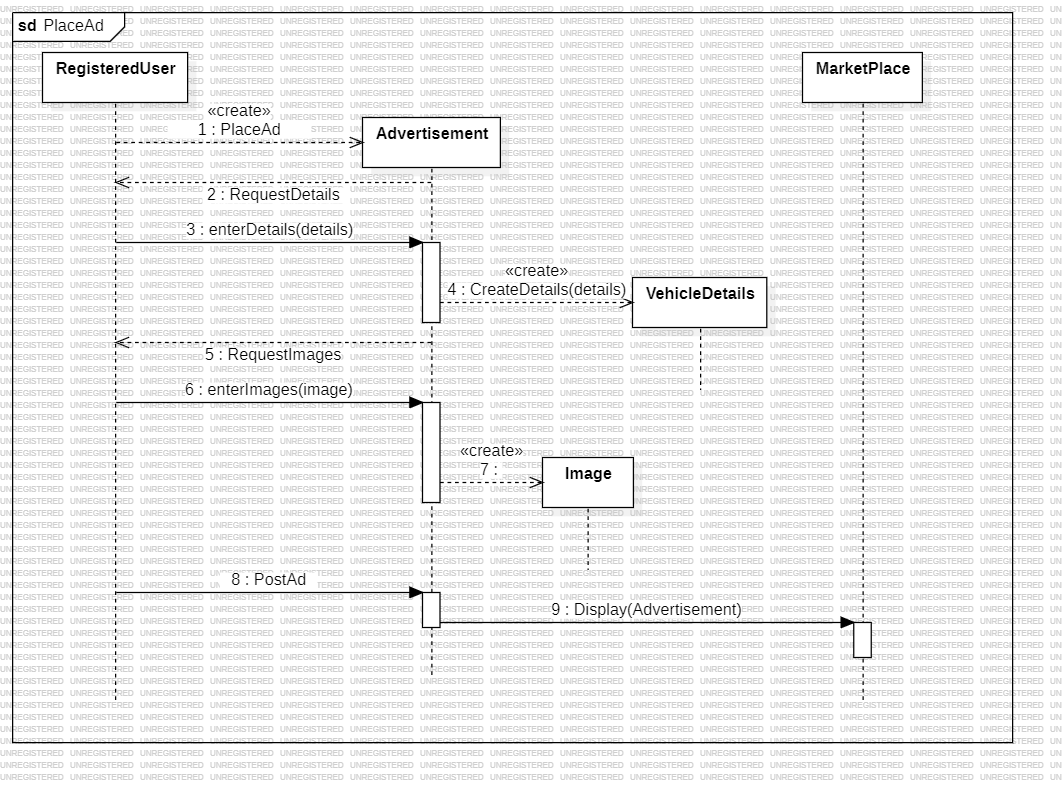 sd PlaceAd
RegisteredUser
MarketPlace
«create»
1 : PlaceAd
Advertisement
2 : RequestDetails
3 : enterDetails(details)
«create»
4 : CreateDetails(details)
VehicleDetails
5 : RequestImages
6 : enterImages(image)
«create»
7 :
Image
8 : PostAd
9 : Display(Advertisement)
UNREGISTERED